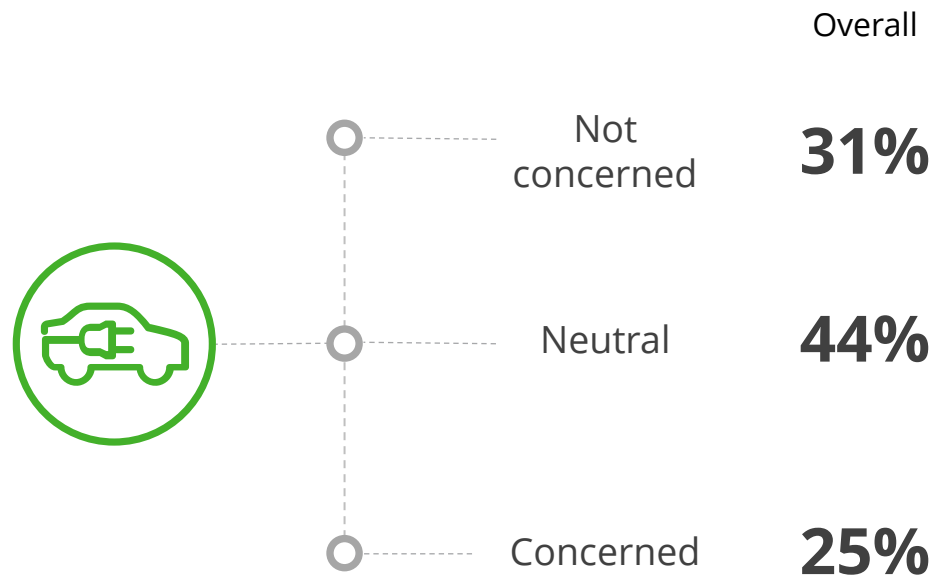 Overall
Not
concerned
31%
Neutral
44%
Concerned
25%